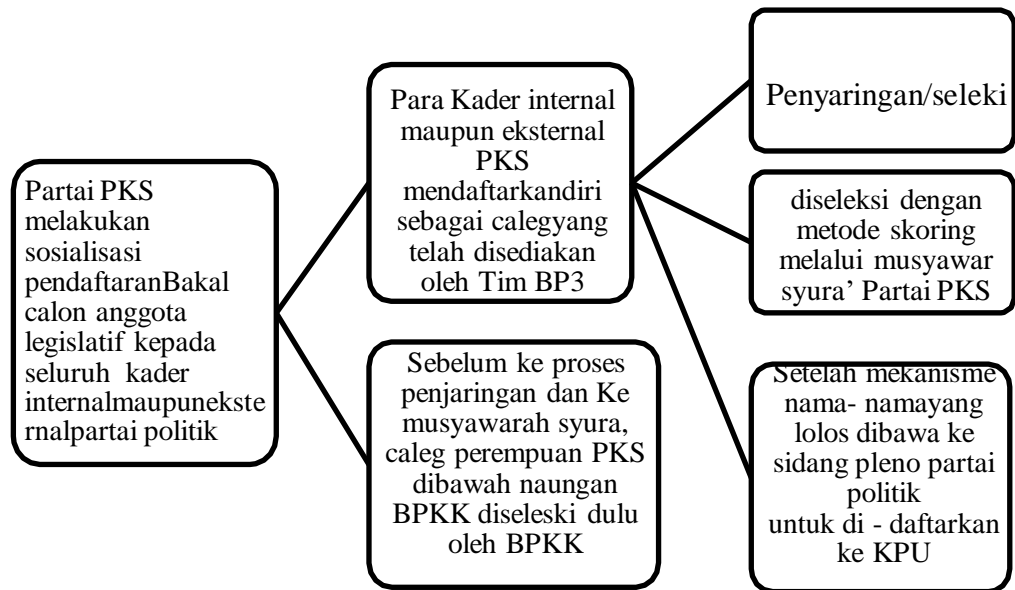 Partai PKS
melakukan
sosialisasi
pendaftaranBakal
calon anggota
legislatif kepada
seluruh kader
internalmaupunekste
rnalpartai politik
Para Kader internal
maupun eksternal
PKS
mendaftarkandiri
sebagai calegyang
telah disediakan
oleh Tim BP3
Sebelum ke proses
penjaringan dan Ke
musyawarah syura,
caleg perempuan PKS
dibawah naungan
BPKK diseleski dulu
oleh BPKK
Penyaringan/seleki
diseleksi dengan
metode skoring
melalui musyawar
syura’ Partai PKS
Setelah mekanisme
nama- namayang
lolos dibawa ke
sidang pleno partai
politik
untuk di - daftarkan
ke KPU